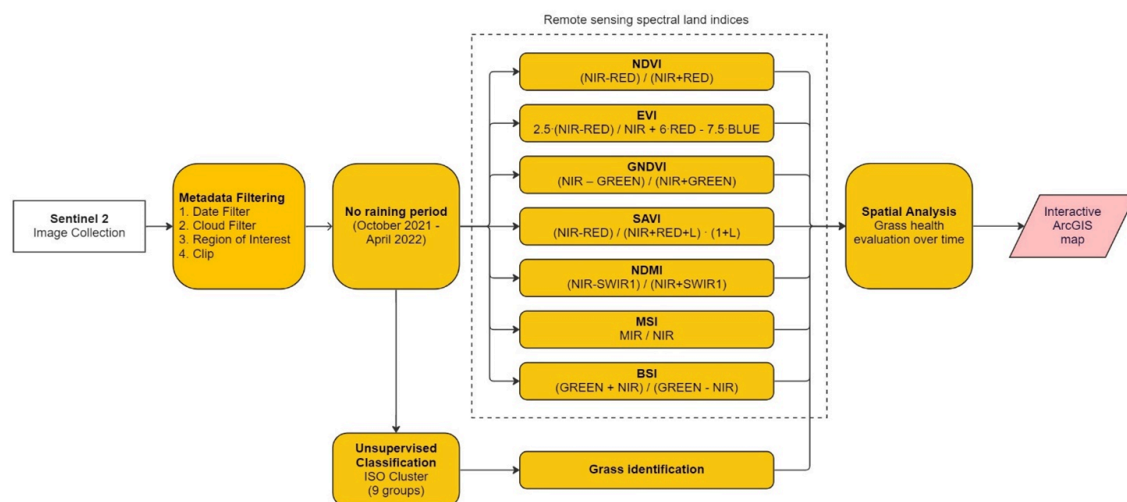 Remote sensing spectral land indices
NDVI
(NIR-RED) / (NIR+RED)
EVI
2.5·(NIR-RED) / NIR + 6·RED - 7.5·BLUE
GNDVI
(NIR – GREEN) / (NIR+GREEN)
SAVI
(NIR-RED) / (NIR+RED+L) · (1+L)
NDMI
(NIR-SWIR1) / (NIR+SWIR1)
MSI
MIR / NIR
BSI
(GREEN + NIR) / (GREEN - NIR)
Sentinel 2
Image Collection
Metadata Filtering
1. Date Filter
2. Cloud Filter
3. Region of Interest
4. Clip
No raining period
(October 2021 -
April 2022)
Spatial Analysis
Grass health
evaluation over time
Interactive
ArcGIS
map
Unsupervised
Classification
ISO Cluster
(9 groups)
Grass identification